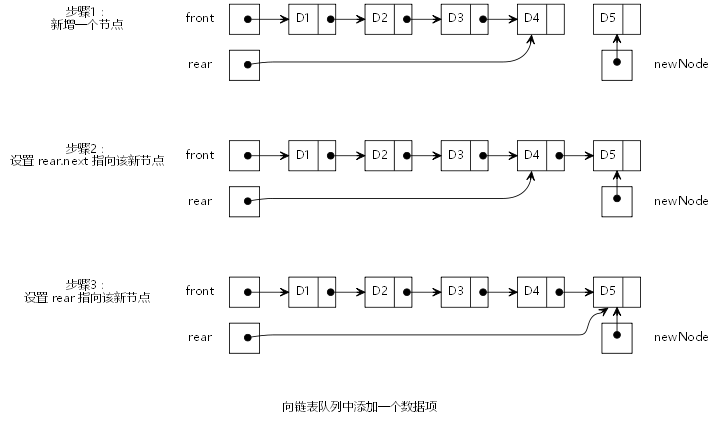 步骤1：
新增一个节点
front
D1
D2
D3
D4
D5
rear
newNode
步骤2：
设置 rear.next 指向该新节点
front
D1
D2
D3
D4
D5
rear
newNode
步骤3：
设置 rear 指向该新节点
front
D1
D2
D3
D4
D5
rear
newNode
向链表队列中添加一个数据项